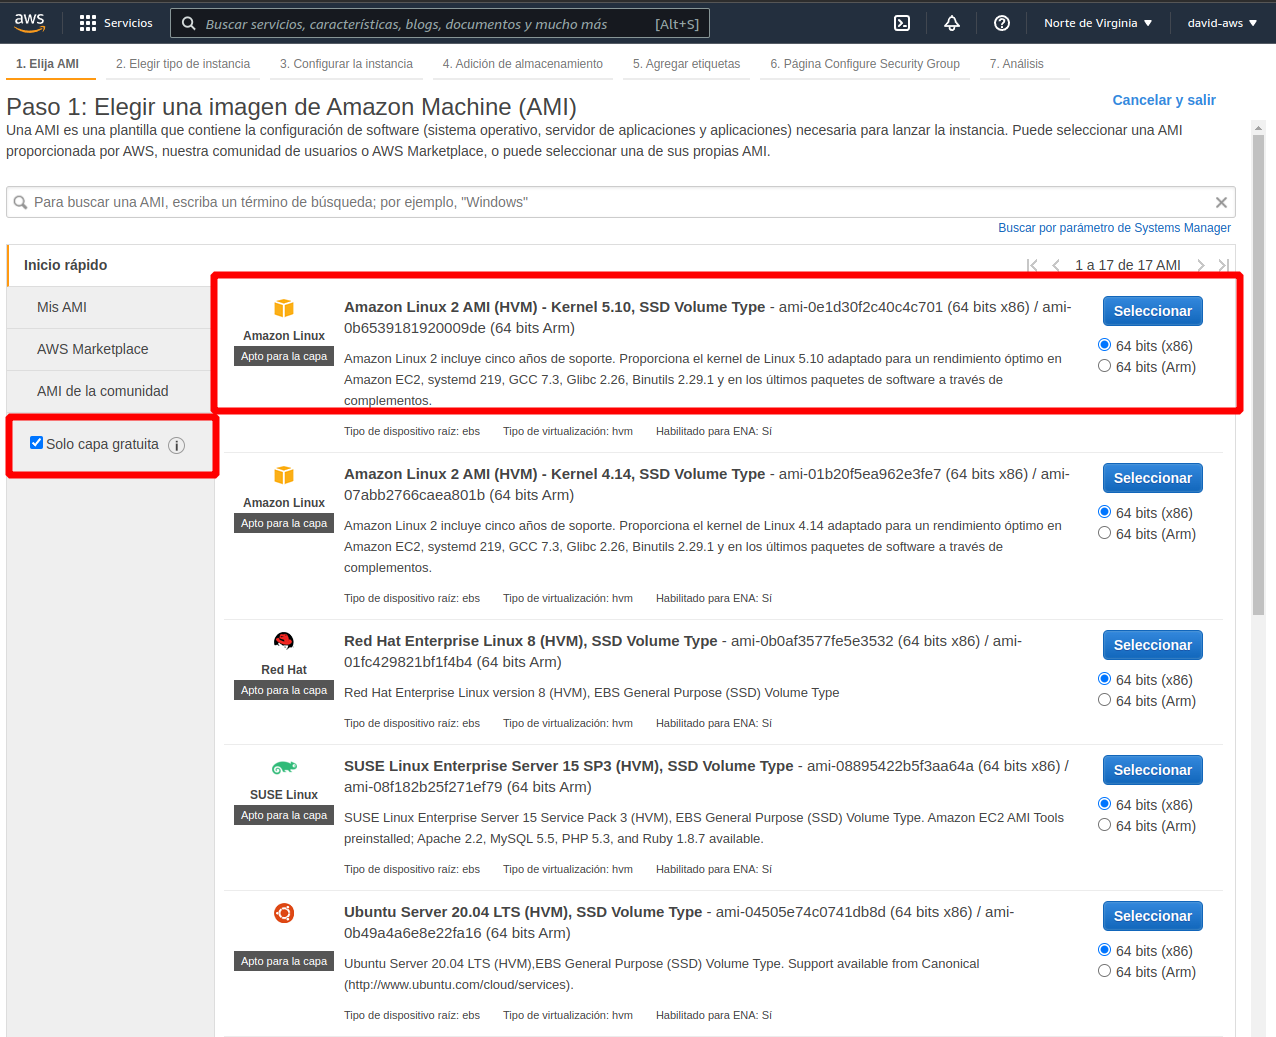 aws
Servicios
Buscar servicios, características, blogs, documentos y mucho más
[Alt+S]
Norte de Virginia
david-aws
1. Elija AMI
2. Elegir tipo de instancia
3. Configurar la instancia
4. Adición de almacenamiento
5. Agregar etiquetas
6. Página Configure Security Group
7. Análisis
Paso 1: Elegir una imagen de Amazon Machine (AMI)
Cancelar y salir
Una AMI es una plantilla que contiene la configuración de software (sistema operativo, servidor de aplicaciones y aplicaciones) necesaria para lanzar la instancia. Puede seleccionar una AMI
proporcionada por AWS, nuestra comunidad de usuarios o AWS Marketplace, o puede seleccionar una de sus propias AMI.
Para buscar una AMI, escriba un término de búsqueda; por ejemplo, "Windows"
Buscar por parámetro de Systems Manager
Inicio rápido
Mis AMI
AWS Marketplace
AMI de la comunidad
Solo capa gratuita
1 a 17 de 17 AMI
Amazon Linux
Apto para la capa
Amazon Linux 2 AMI (HVM) - Kernel 5.10, SSD Volume Type - ami-0e1d30f2c40c4c701 (64 bits x86) / ami-
0b6539181920009de (64 bits Arm)
Amazon Linux 2 incluye cinco años de soporte. Proporciona el kernel de Linux 5.10 adaptado para un rendimiento óptimo en
Amazon EC2, systemd 219, GCC 7.3, Glibc 2.26, Binutils 2.29.1 y en los últimos paquetes de software a través de
complementos.
Tipo de dispositivo raíz: ebs
Tipo de virtualización: hvm
Habilitado para ENA: Sí
Seleccionar
64 bits (x86)
64 bits (Arm)
Amazon Linux
Apto para la capa
Amazon Linux 2 AMI (HVM) - Kernel 4.14, SSD Volume Type - ami-01b20f5ea962e3fe7 (64 bits x86) / ami-
07abb2766caea801b (64 bits Arm)
Amazon Linux 2 incluye cinco años de soporte. Proporciona el kernel de Linux 4.14 adaptado para un rendimiento óptimo en
Amazon EC2, systemd 219, GCC 7.3, Glibc 2.26, Binutils 2.29.1 y en los últimos paquetes de software a través de
complementos.
Tipo de dispositivo raíz: ebs
Tipo de virtualización: hvm
Habilitado para ENA: Sí
Seleccionar
64 bits (x86)
64 bits (Arm)
Red Hat
Apto para la capa
Red Hat Enterprise Linux 8 (HVM), SSD Volume Type - ami-0b0af3577fe5e3532 (64 bits x86) / ami-
01fc429821bf1f4b4 (64 bits Arm)
Red Hat Enterprise Linux version 8 (HVM), EBS General Purpose (SSD) Volume Type
Tipo de dispositivo raíz: ebs
Tipo de virtualización: hvm
Habilitado para ENA: Sí
Seleccionar
64 bits (x86)
64 bits (Arm)
SUSE Linux
Apto para la capa
SUSE Linux Enterprise Server 15 SP3 (HVM), SSD Volume Type - ami-08895422b5f3aa64a (64 bits x86) /
ami-08f182b25f271ef79 (64 bits Arm)
SUSE Linux Enterprise Server 15 Service Pack 3 (HVM), EBS General Purpose (SSD) Volume Type. Amazon EC2 AMI Tools
preinstalled; Apache 2.2, MySQL 5.5, PHP 5.3, and Ruby 1.8.7 available.
Tipo de dispositivo raíz: ebs
Tipo de virtualización: hvm
Habilitado para ENA: Sí
Seleccionar
64 bits (x86)
64 bits (Arm)
Apto para la capa
Ubuntu Server 20.04 LTS (HVM), SSD Volume Type - ami-04505e74c0741db8d (64 bits x86) / ami-
0b49a4a6e8e22fa16 (64 bits Arm)
Ubuntu Server 20.04 LTS (HVM),EBS General Purpose (SSD) Volume Type. Support available from Canonical
(http://www.ubuntu.com/cloud/services).
Tipo de dispositivo raíz: ebs
Tipo de virtualización: hvm
Habilitado para ENA: Sí
Seleccionar
64 bits (x86)
64 bits (Arm)